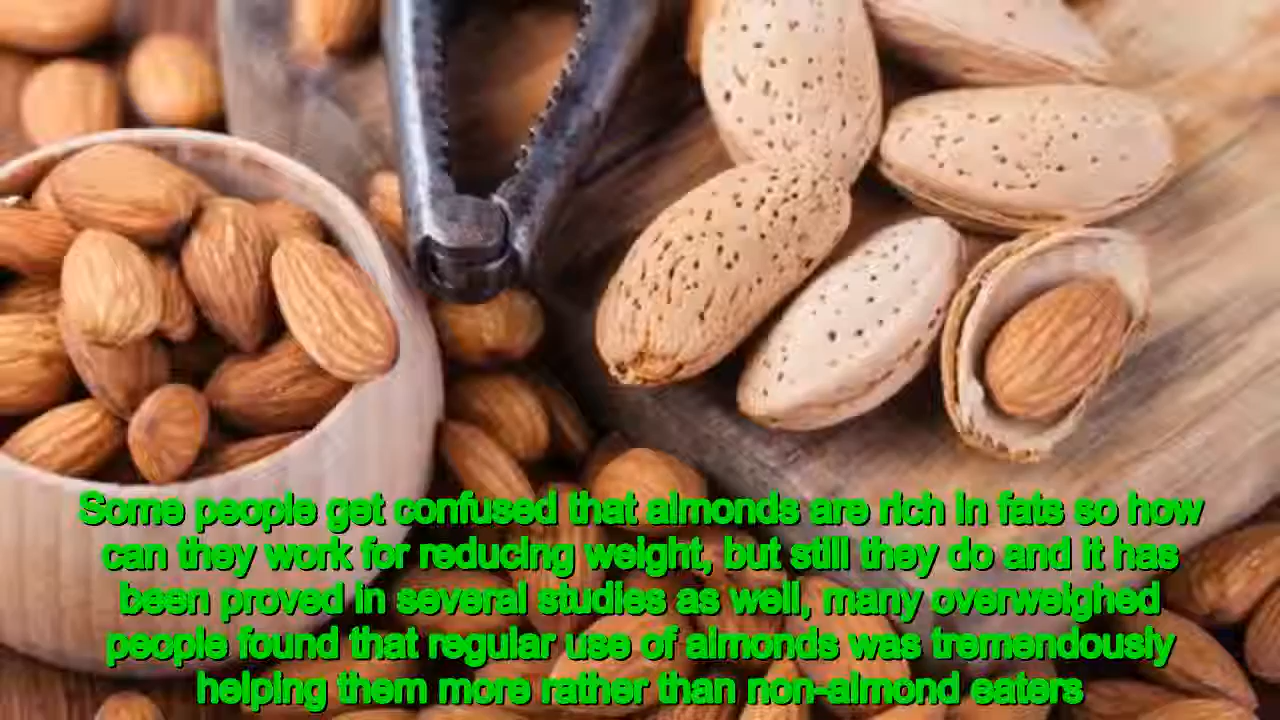 Some people get confused that almonds are rich in fats so how
can they work for reducing weight, but still they do and it has
been proved in several studies as well, many overweighed
people found that regular use of almonds was tremendously
helping them more rather than non-almond eaters